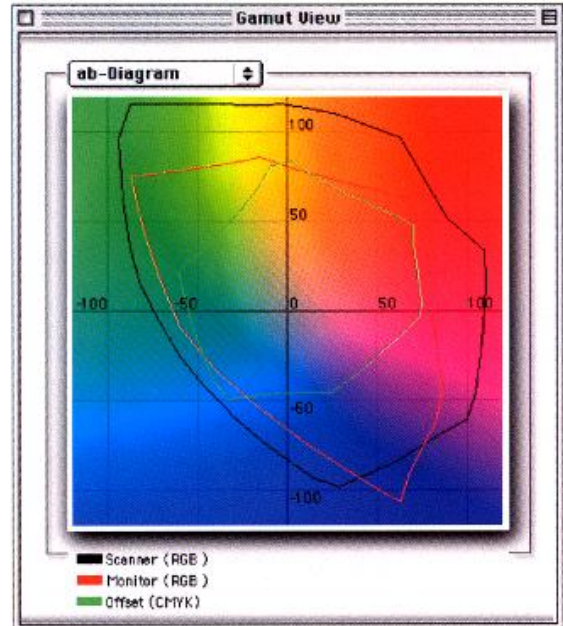 Gamut View
ab-Diagram
100
50
-100
-50
0
50
100
-50
-100
Scanner (RGB)
Monitor (RGB)
Offset (CMYK)